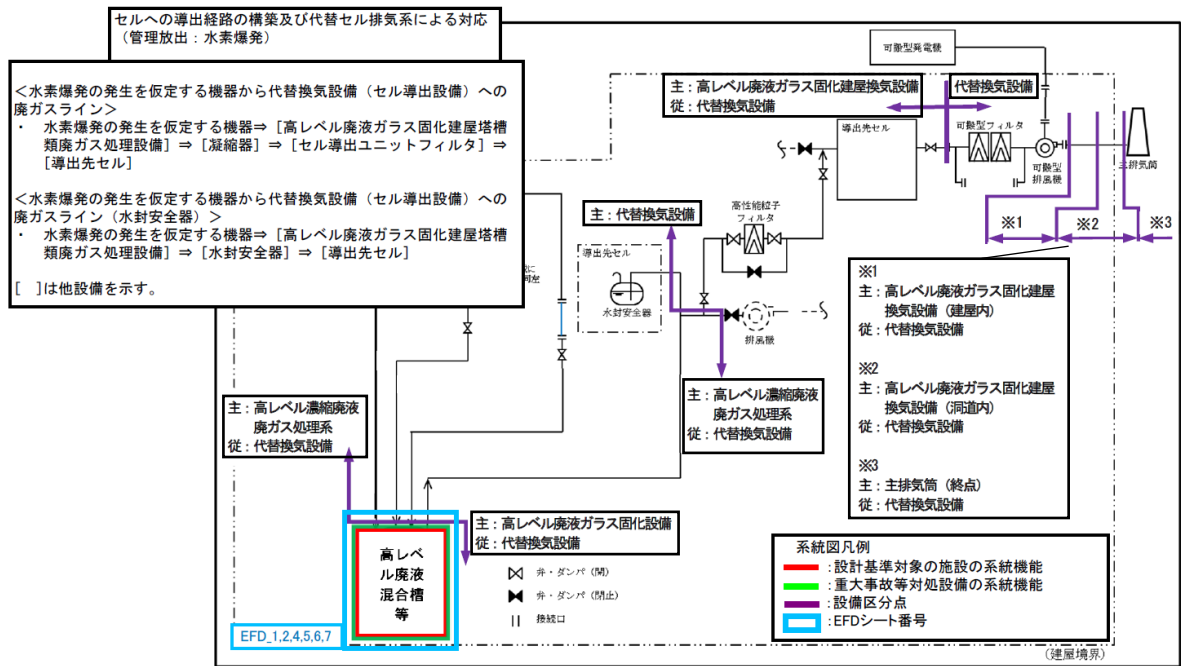 セルへの導出経路の構築及び代替セル排気系による対応
(管理放出:水素爆発)
<水素爆発の発生を仮定する機器から代替換気設備(セル導出設備)への
廃ガスライン>
・ 水素爆発の発生を仮定する機器⇒[高レベル廃液ガラス固化建屋塔槽
類廃ガス処理設備]⇒[凝縮器]⇒[セル導出ユニットフィルタ]⇒
[導出先セル]
<水素爆発の発生を仮定する機器から代替換気設備(セル導出設備)への
廃ガスライン(水封安全器)>
・ 水素爆発の発生を仮定する機器⇒[高レベル廃液ガラス固化建屋塔槽
類廃ガス処理設備]⇒[水封安全器]⇒[導出先セル]
[ ]は他設備を示す。
可搬型発電機
主:高レベル廃液ガラス固化建屋換気設備
従:代替換気設備
代替換気設備
導出先セル
可搬型フィルタ
可搬型
排風機
主排気筒
※1
※2
※3
主:代替換気設備
高性能粒子
フィルタ
導出先セル
水封安全器
排風機
※1
主:高レベル廃液ガラス固化建屋
換気設備(建屋内)
従:代替換気設備
※2
主:高レベル廃液ガラス固化建屋
換気設備(洞道内)
従:代替換気設備
※3
主:主排気筒(終点)
従:代替換気設備
主:高レベル濃縮廃液
廃ガス処理系
従:代替換気設備
主:高レベル濃縮廃液
廃ガス処理系
従:代替換気設備
主:高レベル廃液ガラス固化設備
従:代替換気設備
高レベ
ル廃液
混合槽
等
EFD_1,2,4,5,6,7
弁・ダンパ(開)
弁・ダンパ(閉止)
接続口
系統図凡例
:設計基準対象の施設の系統機能
:重大事故等対処設備の系統機能
:設備区分点
:EFDシート番号
(建屋境界)